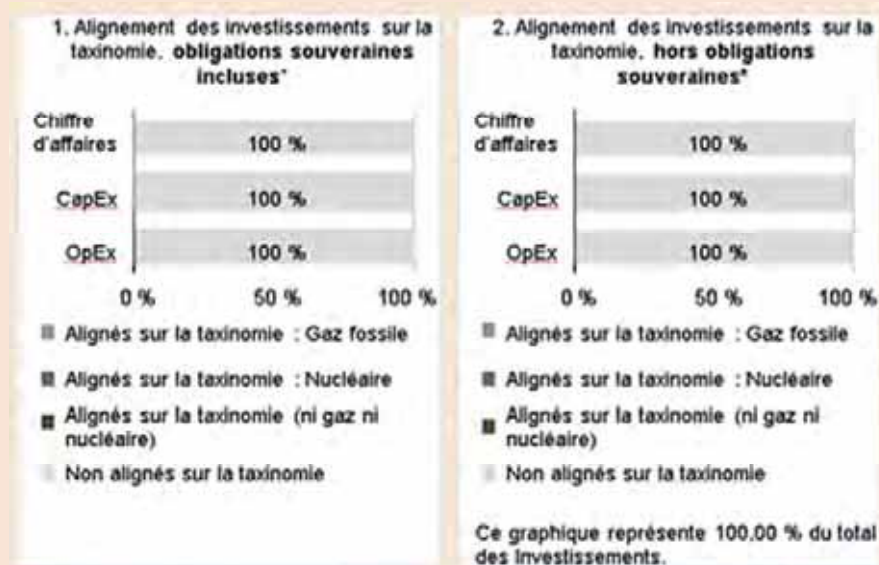 1. Alignement des investissements sur la
taxinomie, obligations souveraines
incluses*
Chiffre
d'affaires
100 %
CapEx
100 %
OpEx
100 %
0 % 50 % 100 %
Alignés sur la taxinomie : Gaz fossile
Alignés sur la taxinomie : Nucléaire
Alignés sur la taxinomie (ni gaz ni
nucléaire)
Non alignés sur la taxinomie
2. Alignement des investissements sur la
taxinomie, hors obligations
souveraines*
Chiffre
d'affaires
100 %
CapEx
100 %
OpEx
100 %
0 % 50 % 100 %
Alignés sur la taxinomie : Gaz fossile
Alignés sur la taxinomie : Nucléaire
Alignés sur la taxinomie (ni gaz ni
nucléaire)
Non alignés sur la taxinomie
Ce graphique représente 100,00 % du total
des Investissements.